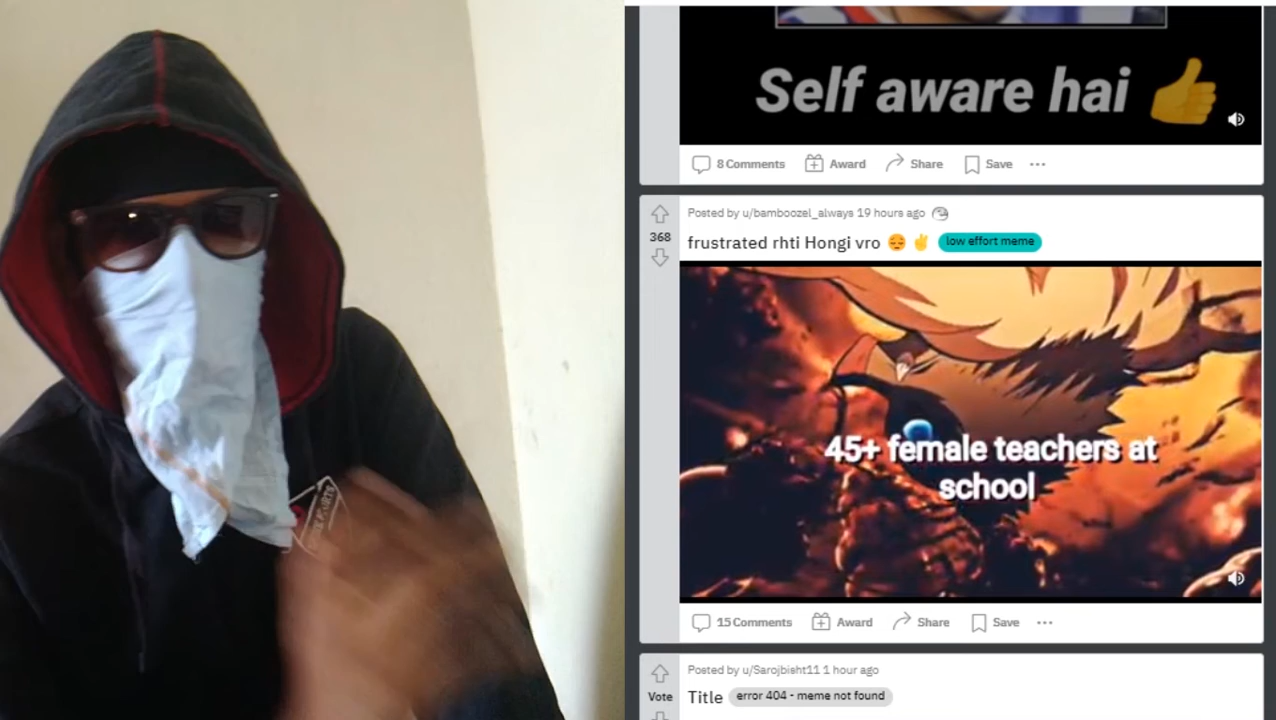 Self aware hai 👍
8 Comments Award Share Save
Posted by u/bamboozel_always 19 hours ago
368
frustrated rhti Hongi vro 😔 ✌ low effort meme
45+ female teachers at
school
15 Comments Award Share Save
Posted by u/Sarojbisht11 1 hour ago
Vote
Title error 404 - meme not found